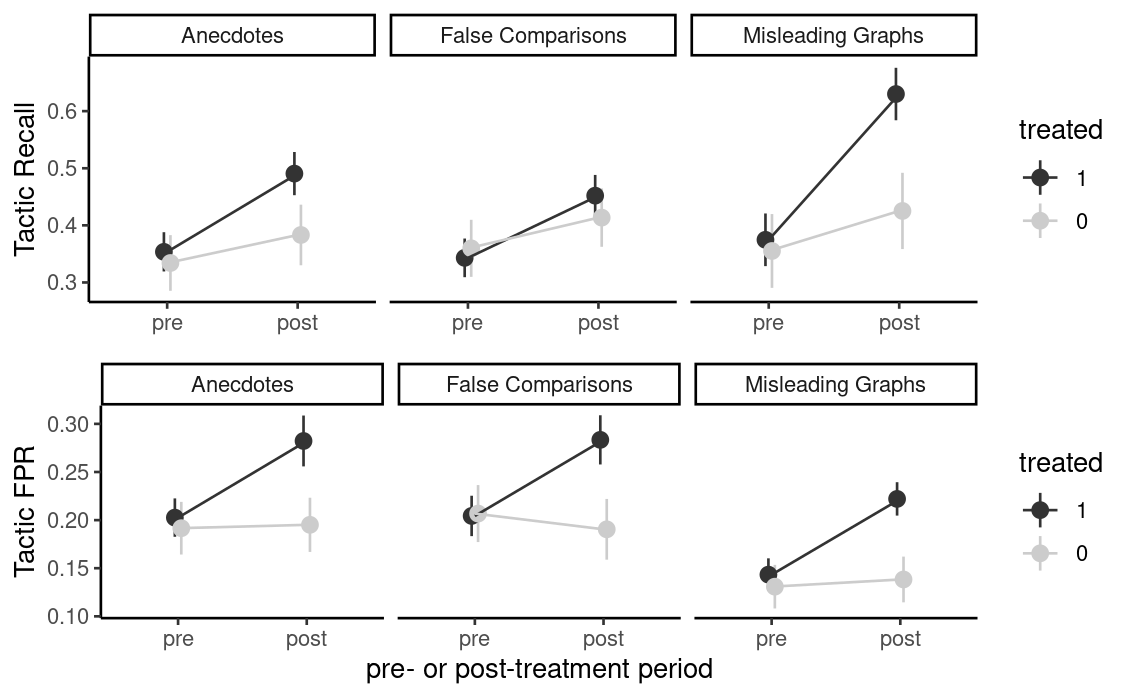 Anecdotes False Comparisons Misleading Graphs
Tactic Recall
0.6
0.5
0.4
0.3
pre post pre post pre post
treated
1
0
Anecdotes False Comparisons Misleading Graphs
Tactic FPR
0.30
0.25
0.20
0.15
0.10
pre post pre post pre post
treated
1
0
pre- or post-treatment period